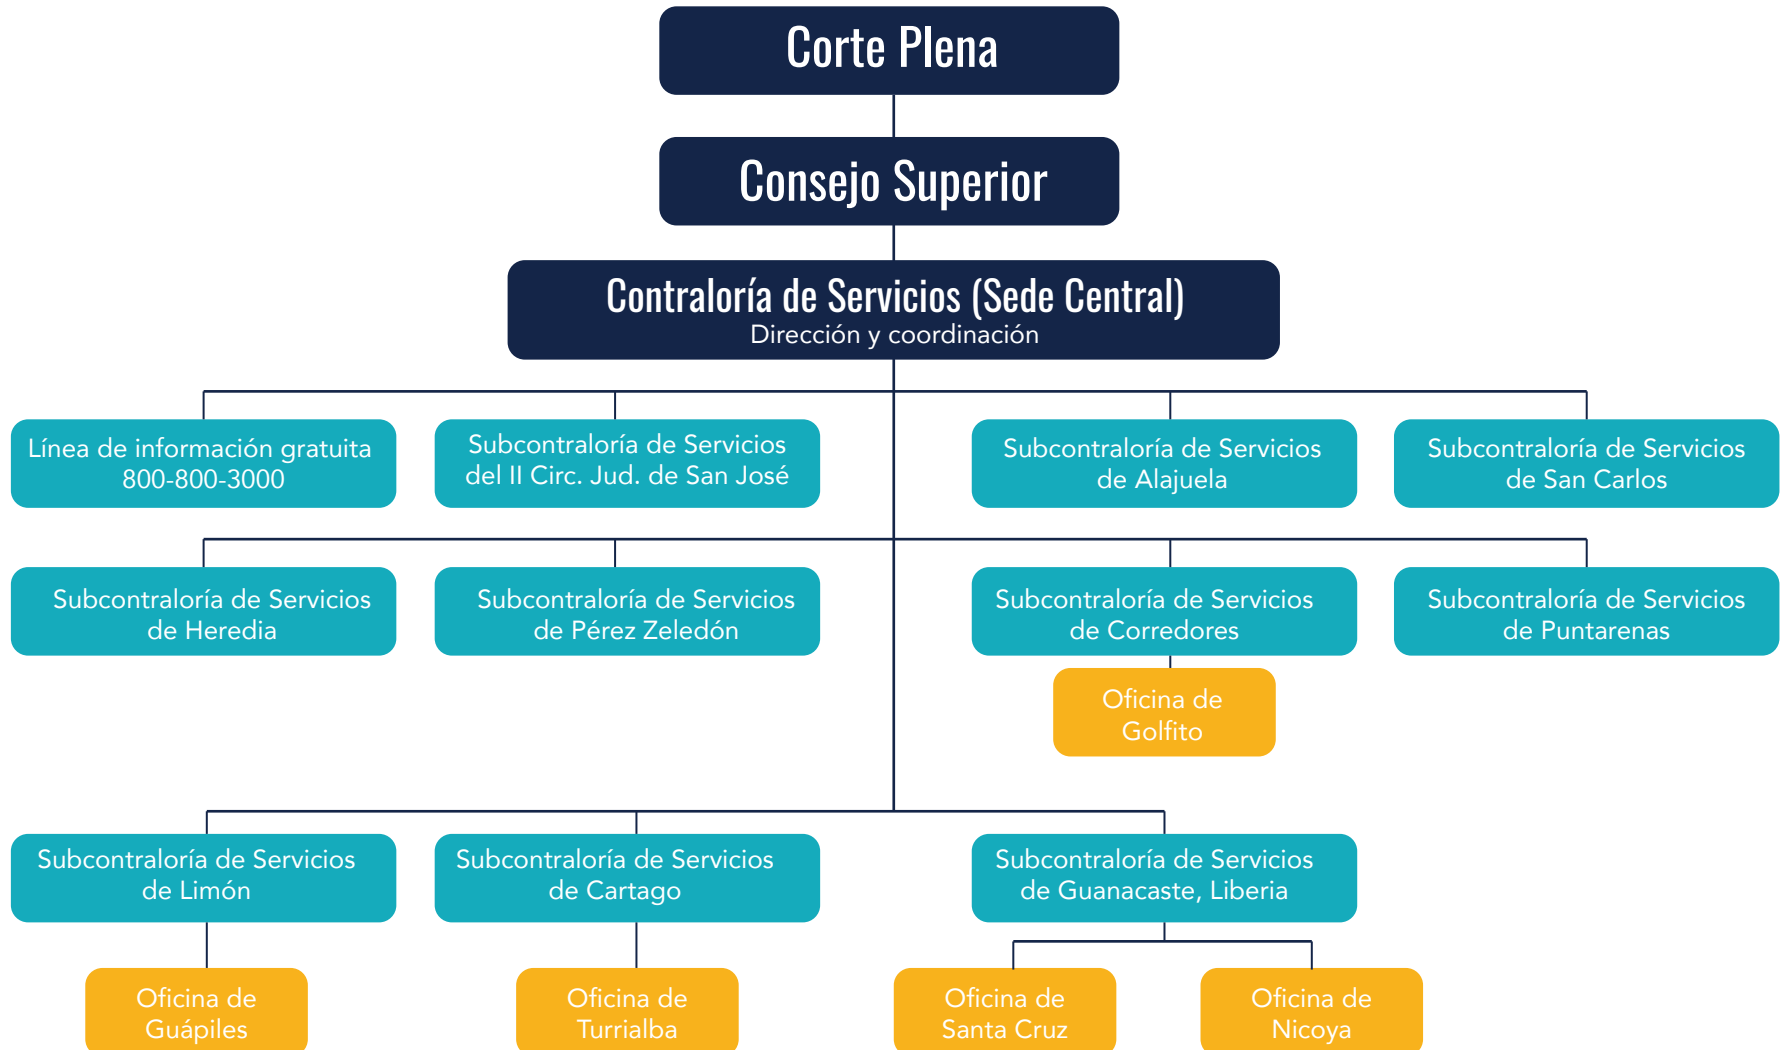 Corte Plena
Consejo Superior
Contraloría de Servicios (Sede Central)
Dirección y coordinación
Línea de información gratuita
800-800-3000
Subcontraloría de Servicios
del II Circ. Jud. de San José
Subcontraloría de Servicios
de Alajuela
Subcontraloría de Servicios
de San Carlos
Subcontraloría de Servicios
de Heredia
Subcontraloría de Servicios
de Pérez Zeledón
Subcontraloría de Servicios
de Corredores
Subcontraloría de Servicios
de Puntarenas
Oficina de
Golfito
Subcontraloría de Servicios
de Limón
Subcontraloría de Servicios
de Cartago
Subcontraloría de Servicios
de Guanacaste, Liberia
Oficina de
Guápiles
Oficina de
Turrialba
Oficina de
Santa Cruz
Oficina de
Nicoya